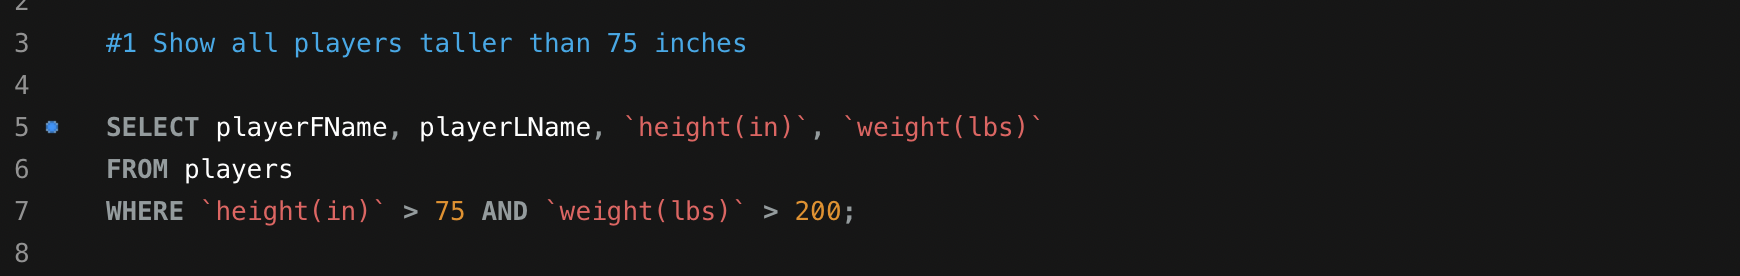 2
3 #1 Show all players taller than 75 inches
4
5 SELECT playerFName, playerLName, `height(in)`, `weight(lbs)`
6 FROM players
7 WHERE `height(in)` > 75 AND `weight(lbs)` > 200;
8